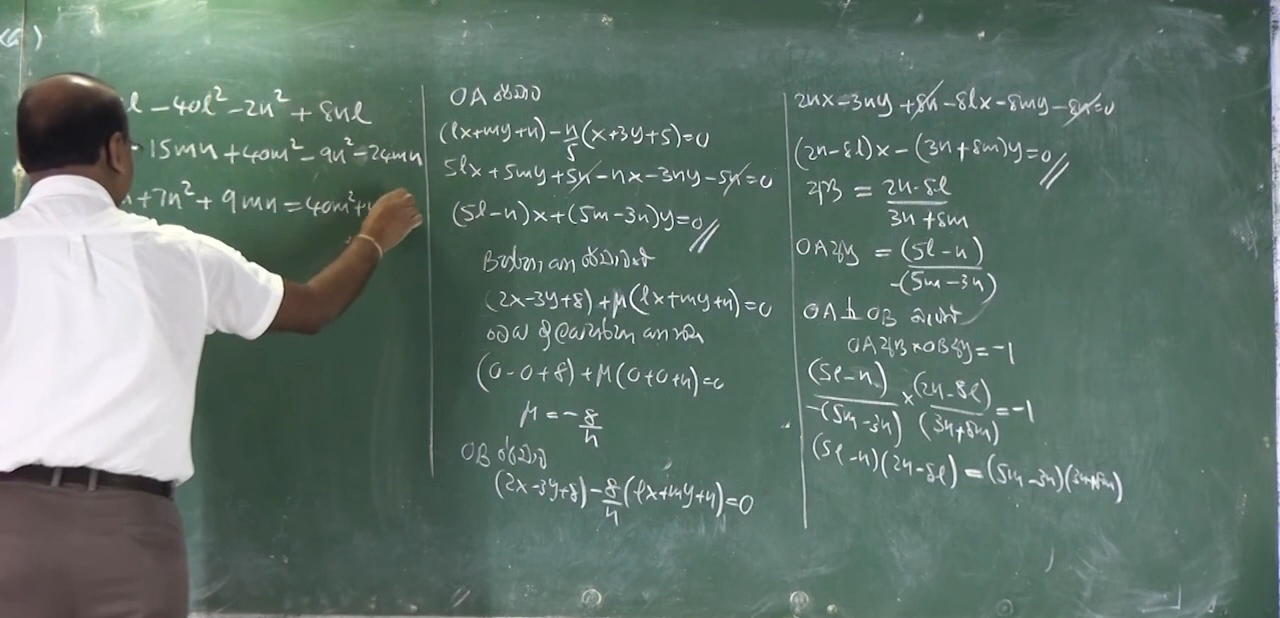 l - 40l² - 2n² + 8nl
- 15mn + 40m² - 9n² - 24mn
+ 7n² + 9mn = 40m² +
OA
(lx+my+n) - n/5 (x+3y+5) = 0
5lx + 5my + 5n - nx - 3ny - 5n = 0
(5l-n)x + (5m-3n)y = 0 //
(2x-3y+8) + μ(lx+my+n) = 0
(0-0+8) + μ(0+0+n) = 0
μ = -8/n
OB
(2x-3y+8) - 8/n (lx+my+n) = 0
2nx - 3ny + 8n - 8lx - 8my - 8n = 0
(2n-8l)x - (3n+8m)y = 0 //
= (2n-8l)/(3n+8m)
OA = (5l-n)/-(5m-3n)
OA ⊥ OB
OA × OB = -1
(5l-n)/-(5m-3n) × (2n-8l)/(3n+8m) = -1
(5l-n)(2n-8l) = (5m-3n)(3n+8m)